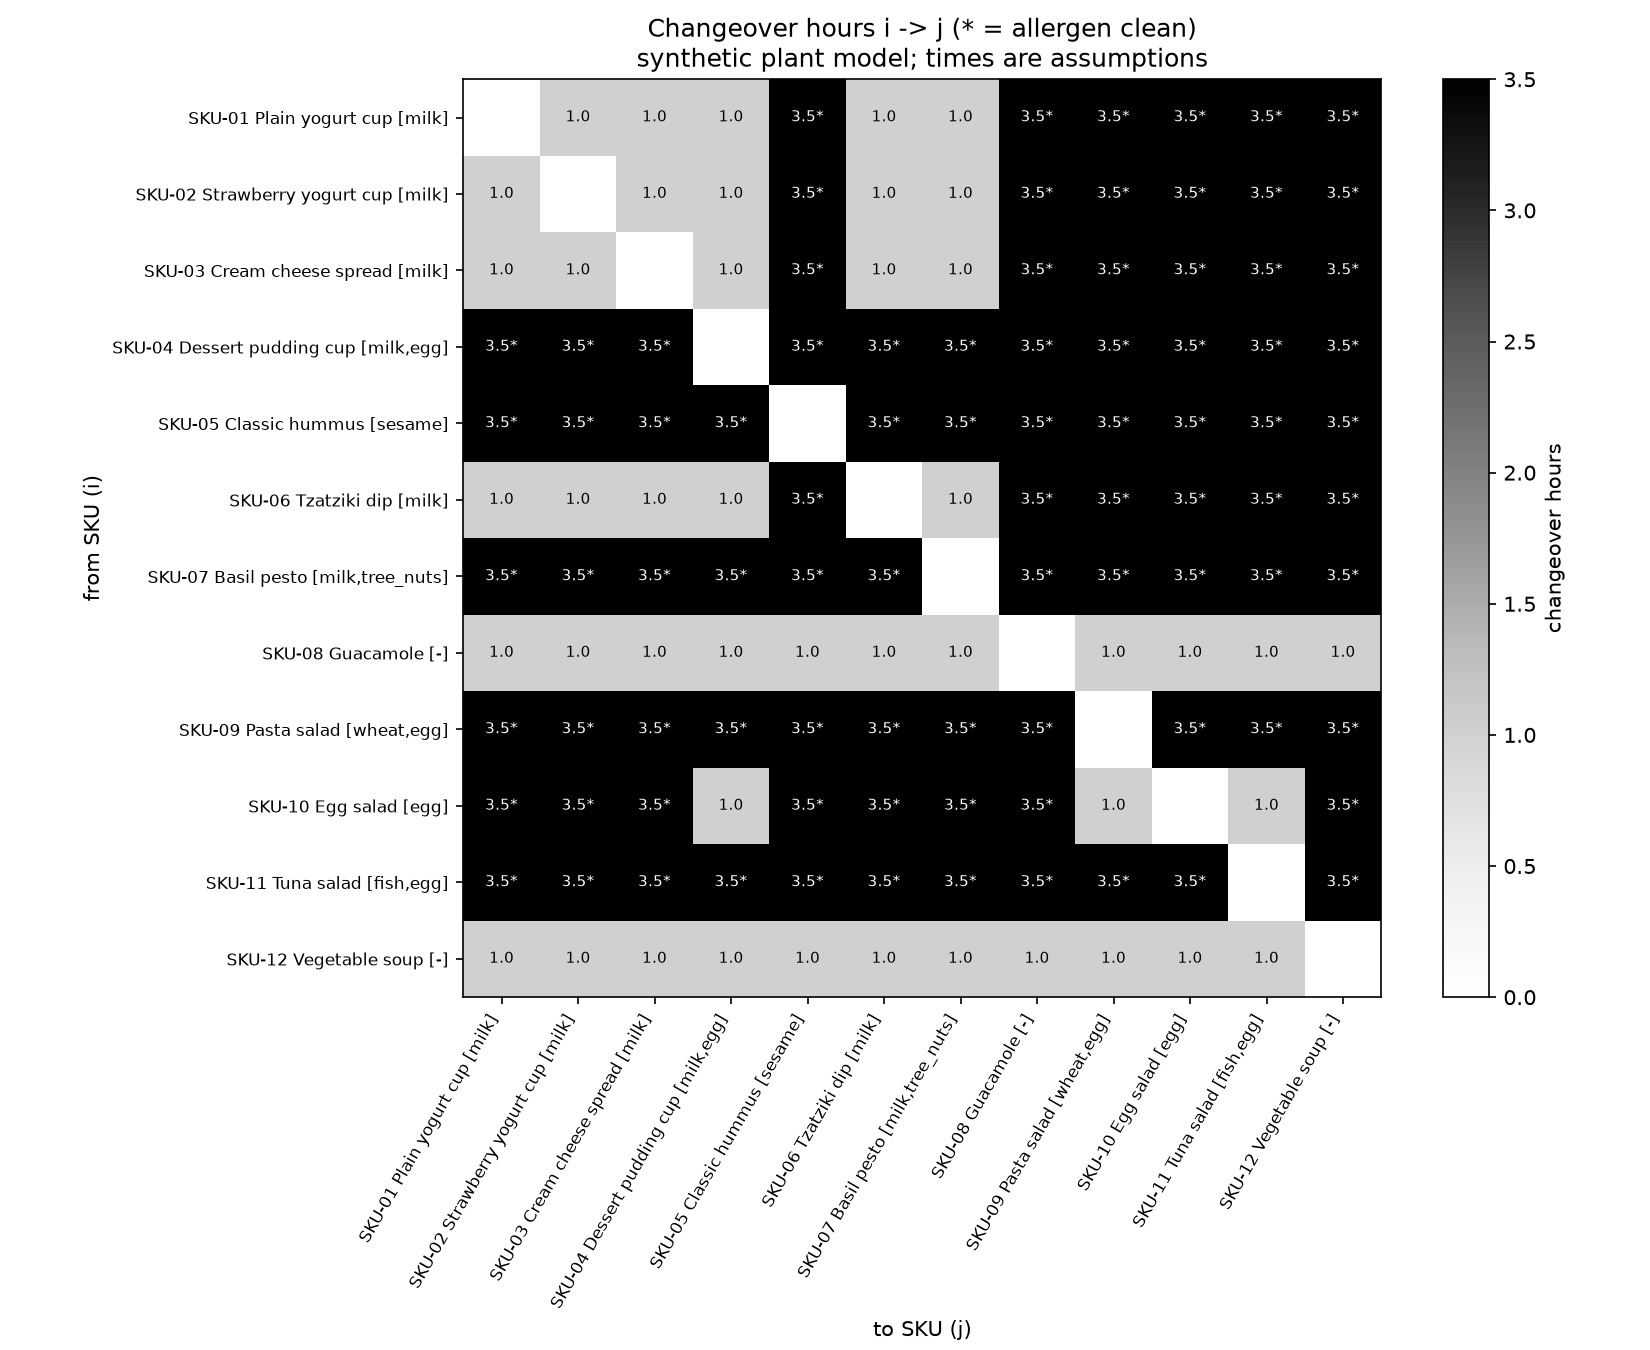 Changeover hours i -> j (* = allergen clean)
synthetic plant model; times are assumptions
SKU-01 Plain yogurt cup [milk] 1.0 1.0 1.0 3.5* 1.0 1.0 3.5* 3.5* 3.5* 3.5* 3.5*
SKU-02 Strawberry yogurt cup [milk] 1.0 1.0 1.0 3.5* 1.0 1.0 3.5* 3.5* 3.5* 3.5* 3.5*
SKU-03 Cream cheese spread [milk] 1.0 1.0 1.0 3.5* 1.0 1.0 3.5* 3.5* 3.5* 3.5* 3.5*
SKU-04 Dessert pudding cup [milk,egg] 3.5* 3.5* 3.5* 3.5* 3.5* 3.5* 3.5* 3.5* 3.5* 3.5* 3.5*
SKU-05 Classic hummus [sesame] 3.5* 3.5* 3.5* 3.5* 3.5* 3.5* 3.5* 3.5* 3.5* 3.5* 3.5*
SKU-06 Tzatziki dip [milk] 1.0 1.0 1.0 1.0 3.5* 1.0 3.5* 3.5* 3.5* 3.5* 3.5*
SKU-07 Basil pesto [milk,tree_nuts] 3.5* 3.5* 3.5* 3.5* 3.5* 3.5* 3.5* 3.5* 3.5* 3.5* 3.5*
SKU-08 Guacamole [-] 1.0 1.0 1.0 1.0 1.0 1.0 1.0 1.0 1.0 1.0 1.0
SKU-09 Pasta salad [wheat,egg] 3.5* 3.5* 3.5* 3.5* 3.5* 3.5* 3.5* 3.5* 3.5* 3.5* 3.5*
SKU-10 Egg salad [egg] 3.5* 3.5* 3.5* 1.0 3.5* 3.5* 3.5* 3.5* 1.0 1.0 3.5*
SKU-11 Tuna salad [fish,egg] 3.5* 3.5* 3.5* 3.5* 3.5* 3.5* 3.5* 3.5* 3.5* 3.5* 3.5*
SKU-12 Vegetable soup [-] 1.0 1.0 1.0 1.0 1.0 1.0 1.0 1.0 1.0 1.0 1.0
from SKU (i)
SKU-01 Plain yogurt cup [milk]
SKU-02 Strawberry yogurt cup [milk]
SKU-03 Cream cheese spread [milk]
SKU-04 Dessert pudding cup [milk,egg]
SKU-05 Classic hummus [sesame]
SKU-06 Tzatziki dip [milk]
SKU-07 Basil pesto [milk,tree_nuts]
SKU-08 Guacamole [-]
SKU-09 Pasta salad [wheat,egg]
SKU-10 Egg salad [egg]
SKU-11 Tuna salad [fish,egg]
SKU-12 Vegetable soup [-]
to SKU (j)
3.5
3.0
2.5
2.0
1.5
1.0
0.5
0.0
changeover hours